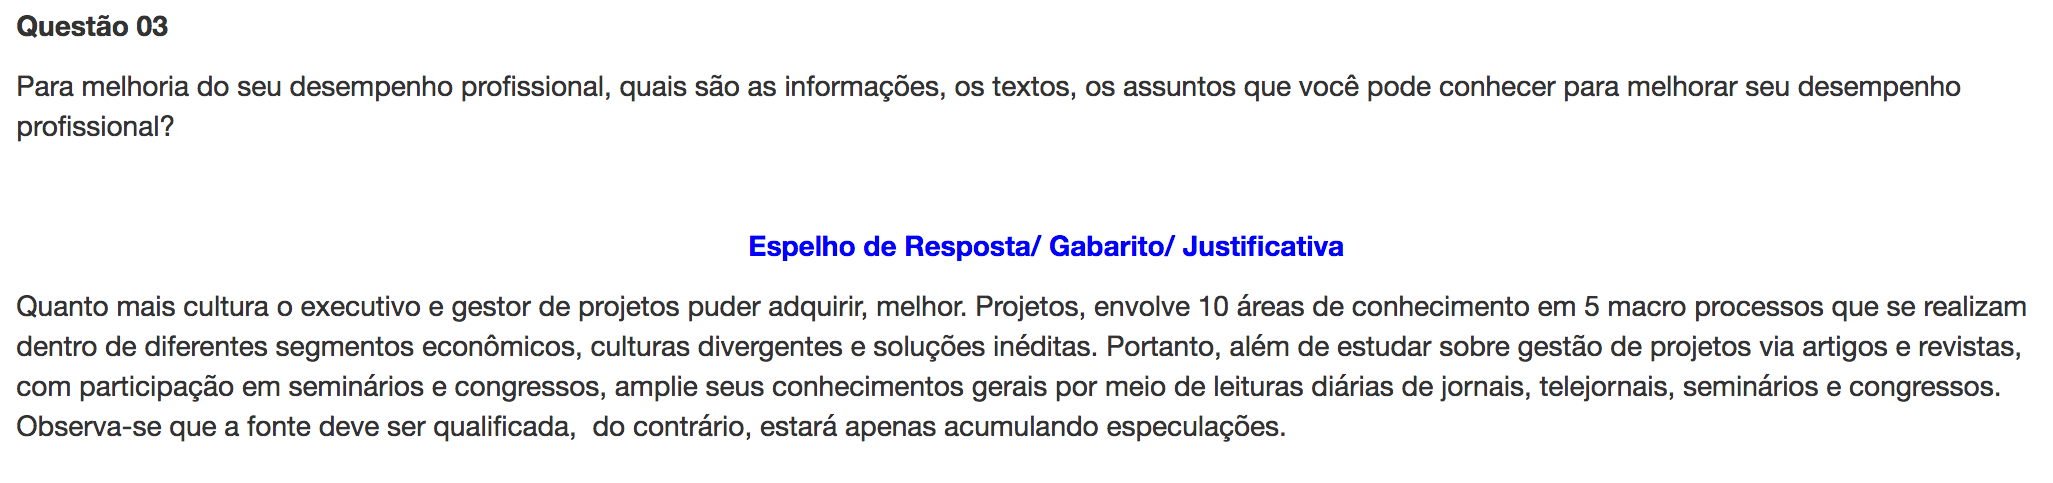 Questão 03
Para melhoria do seu desempenho profissional, quais são as informações, os textos, os assuntos que você pode conhecer para melhorar seu desempenho
profissional?
Espelho de Resposta/ Gabarito/ Justificativa
Quanto mais cultura o executivo e gestor de projetos puder adquirir, melhor. Projetos, envolve 10 áreas de conhecimento em 5 macro processos que se realizam
dentro de diferentes segmentos econômicos, culturas divergentes e soluções inéditas. Portanto, além de estudar sobre gestão de projetos via artigos e revistas,
com participação em seminários e congressos, amplie seus conhecimentos gerais por meio de leituras diárias de jornais, telejornais, seminários e congressos.
Observa-se que a fonte deve ser qualificada,  do contrário, estará apenas acumulando especulações.